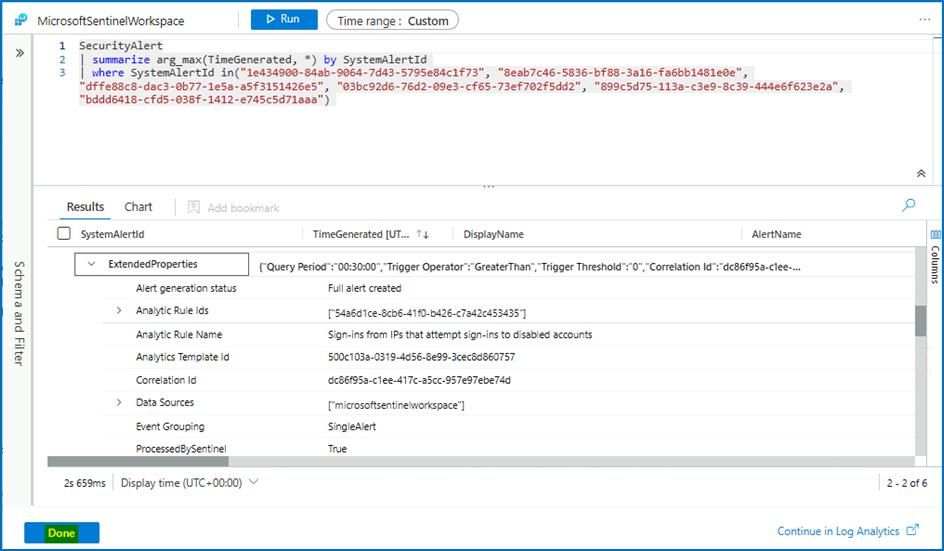 MicrosoftSentinelWorkspace Run Time range : Custom ...
1 SecurityAlert
2 | summarize arg_max(TimeGenerated, *) by SystemAlertId
3 | where SystemAlertId in("1e434900-84ab-9064-7d43-5795e84c1f73", "8eab7c46-5836-bf88-3a16-fa6bb1481e0e",
"dffe88c8-dac3-0b77-1e5a-a5f3151426e5", "03bc92d6-76d2-09e3-cf65-73ef702f5dd2", "899c5d75-113a-c3e9-8c39-444e6f623e2a",
"bddd6418-cfd5-038f-1412-e745c5d71aaa")
Schema and Filter
Results Chart Add bookmark
SystemAlertId TimeGenerated [UT... DisplayName AlertName
Columns
ExtendedProperties {"Query Period":"00:30:00","Trigger Operator":"GreaterThan","Trigger Threshold":"0","Correlation Id":"dc86f95a-c1ee-...
Alert generation status Full alert created
Analytic Rule Ids ["54a6d1ce-8cb6-41f0-b426-c7a42c453435"]
Analytic Rule Name Sign-ins from IPs that attempt sign-ins to disabled accounts
Analytics Template Id 500c103a-0319-4d56-8e99-3cec8d860757
Correlation Id dc86f95a-c1ee-417c-a5cc-957e97ebe74d
Data Sources ["microsoftsentinelworkspace"]
Event Grouping SingleAlert
ProcessedBySentinel True
2s 659ms Display time (UTC+00:00) 2 - 2 of 6
Done Continue in Log Analytics